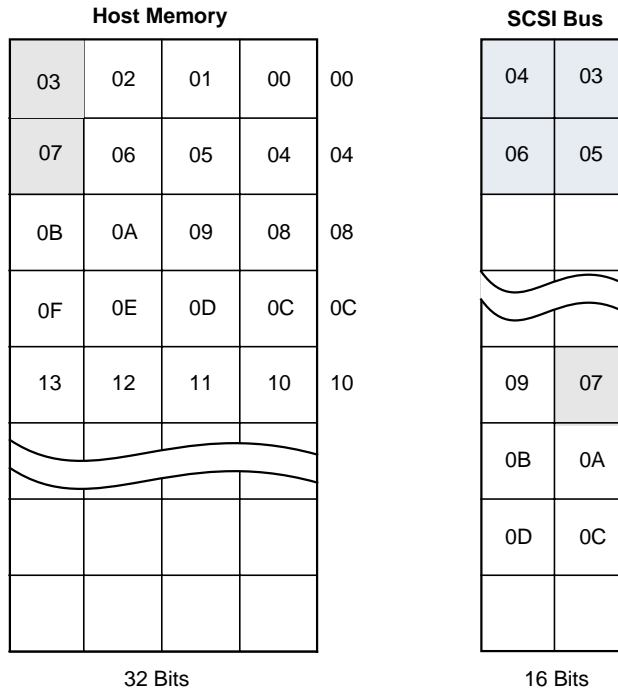 Host Memory
SCSI Bus
03 02 01 00 00
04 03
07 06 05 04 04
06 05
0B 0A 09 08 08
0F 0E 0D 0C 0C
13 12 11 10 10
09 07
0B 0A
0D 0C
32 Bits
16 Bits